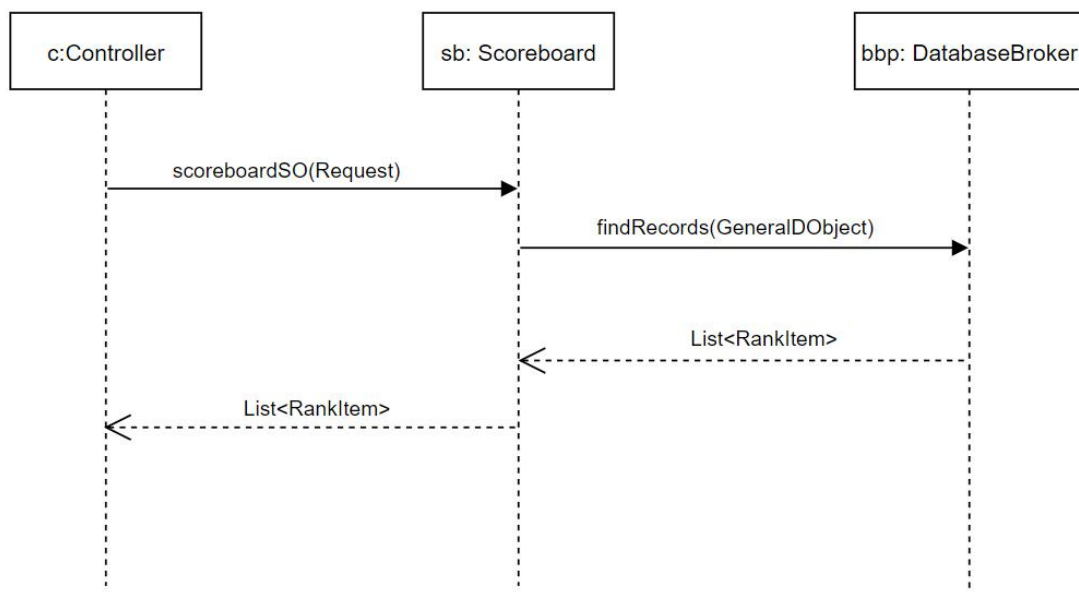 c:Controller
sb: Scoreboard
bbp: DatabaseBroker
scoreboardSO(Request)
findRecords(GeneralDObject)
List<RankItem>
List<RankItem>